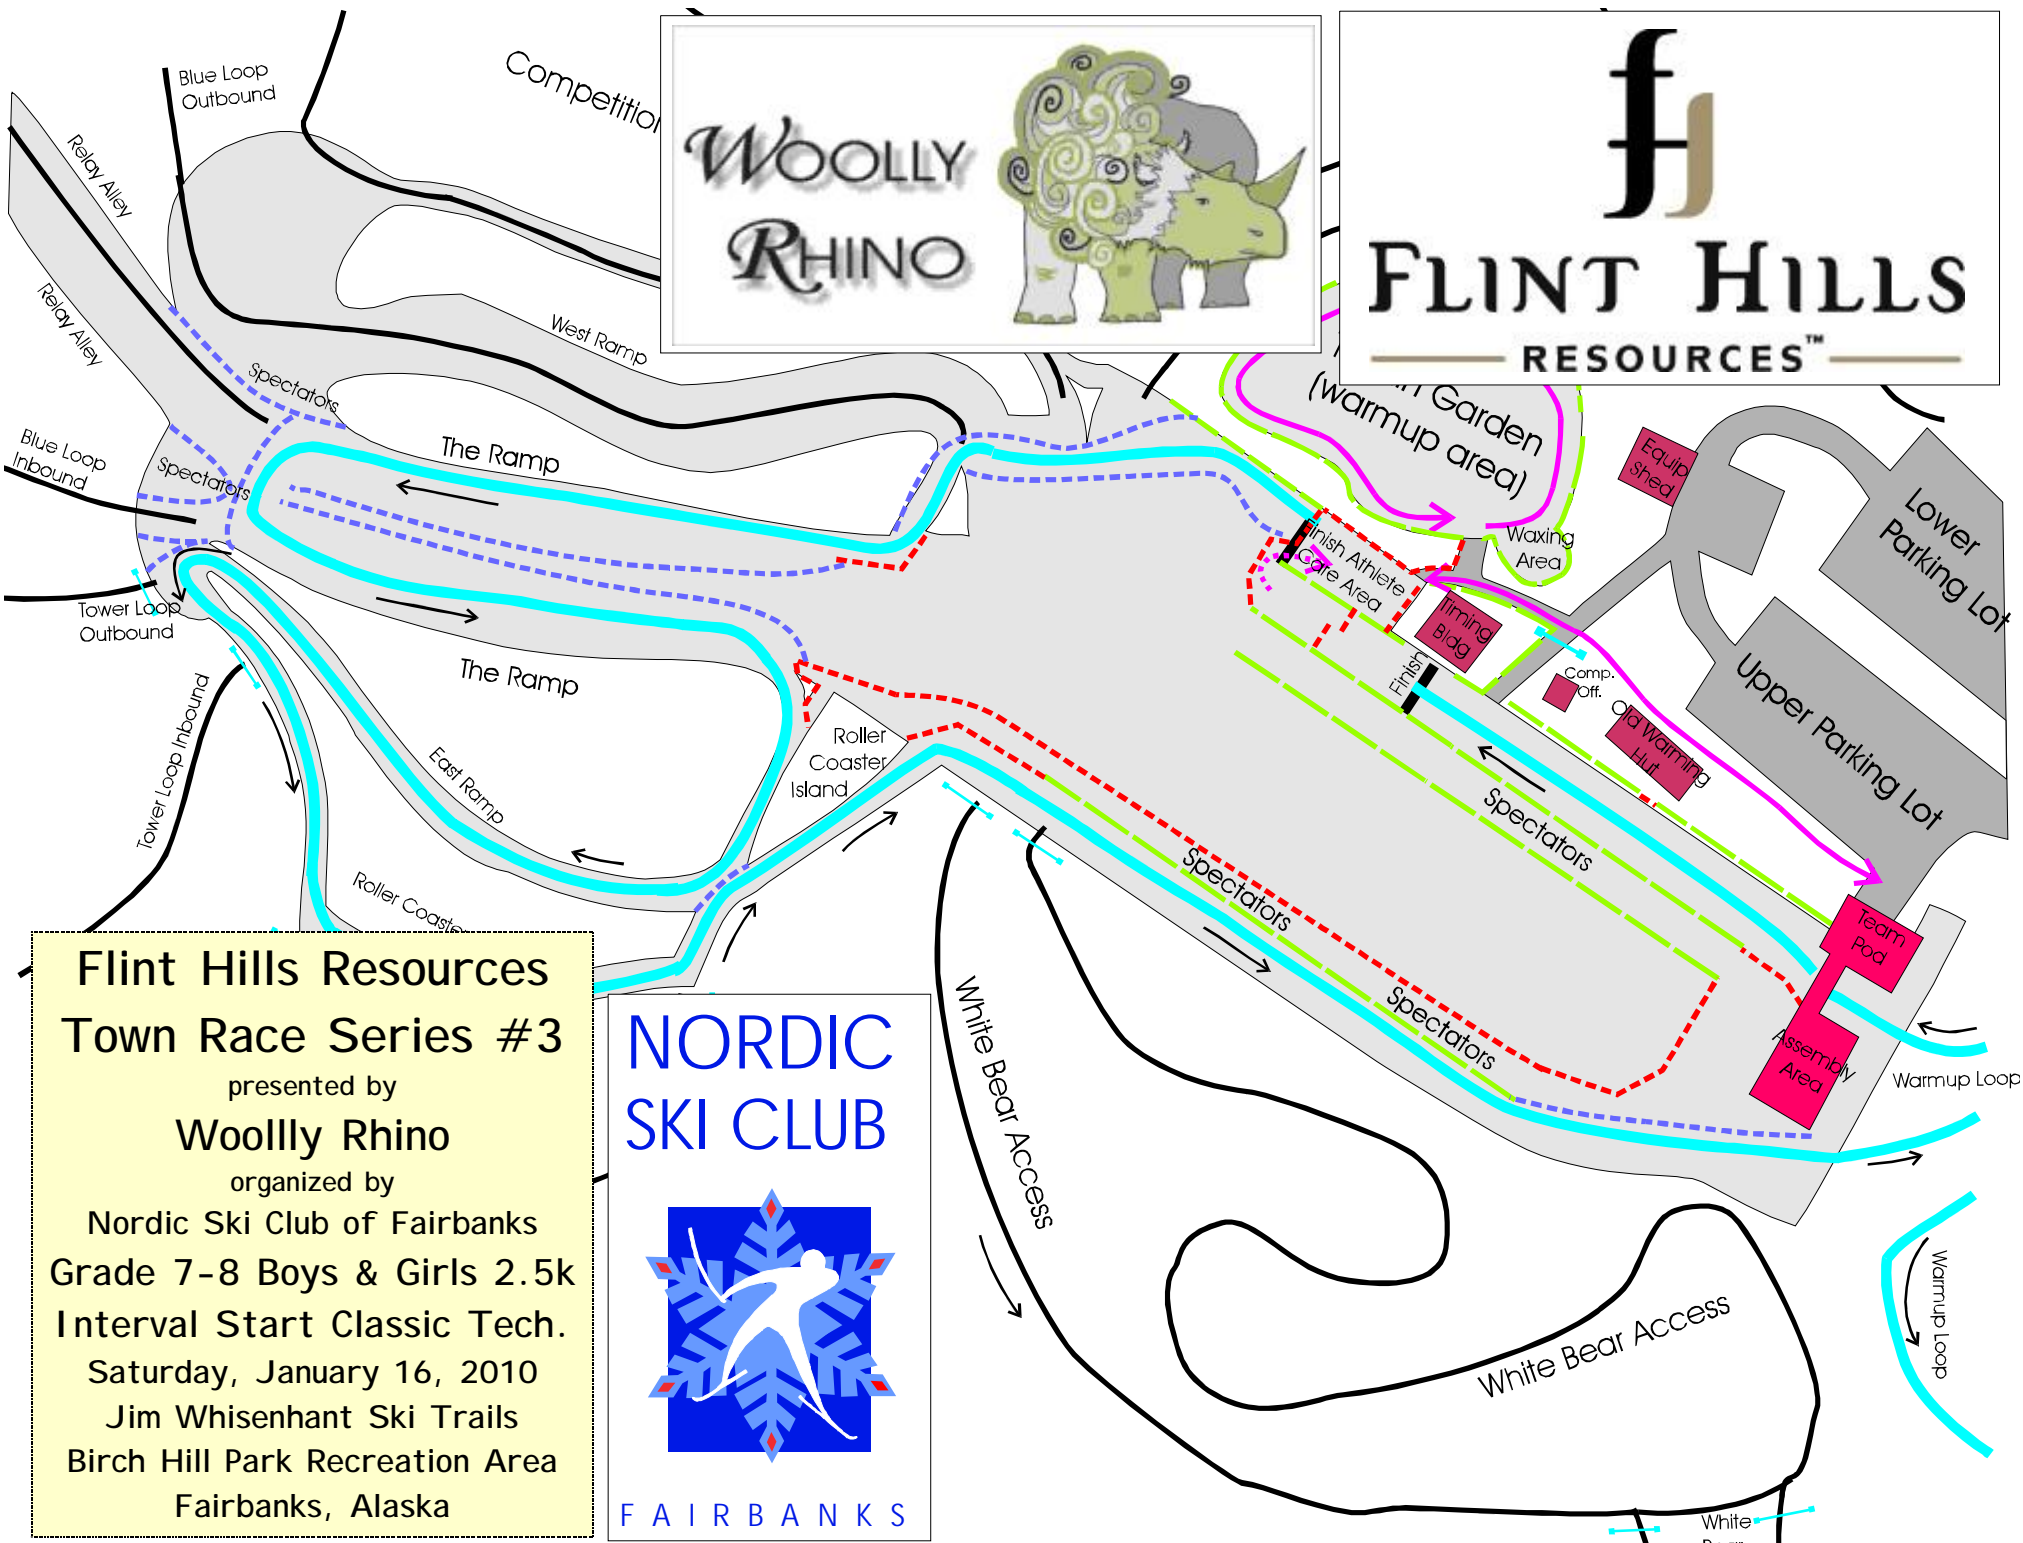 Blue Loop
Outbound
Competitio
WOOLLY
RHINO
FLINT HILLS
RESOURCES™
Relay Alley
Relay Alley
West Ramp
Spectators
Spectators
Blue Loop
Inbound
The Ramp
The Ramp
Garden
(warmup area)
Equip
Shed
Waxing
Area
Lower
Parking Lot
Upper Parking Lot
Finish Athlete
Care Area
Timing
Bldg
Finish
Comp.
Off.
Old Warming
Hut
Tower Loop
Outbound
Tower Loop Inbound
East Ramp
Roller
Coaster
Island
Roller Coaster
Spectators
Spectators
Spectators
Team
Pod
Assembly
Area
Warmup Loop
Warmup Loop
White Bear Access
White Bear Access
White
Flint Hills Resources
Town Race Series #3
presented by
Woollly Rhino
organized by
Nordic Ski Club of Fairbanks
Grade 7-8 Boys & Girls 2.5k
Interval Start Classic Tech.
Saturday, January 16, 2010
Jim Whisenhant Ski Trails
Birch Hill Park Recreation Area
Fairbanks, Alaska
NORDIC
SKI CLUB
FAIRBANKS